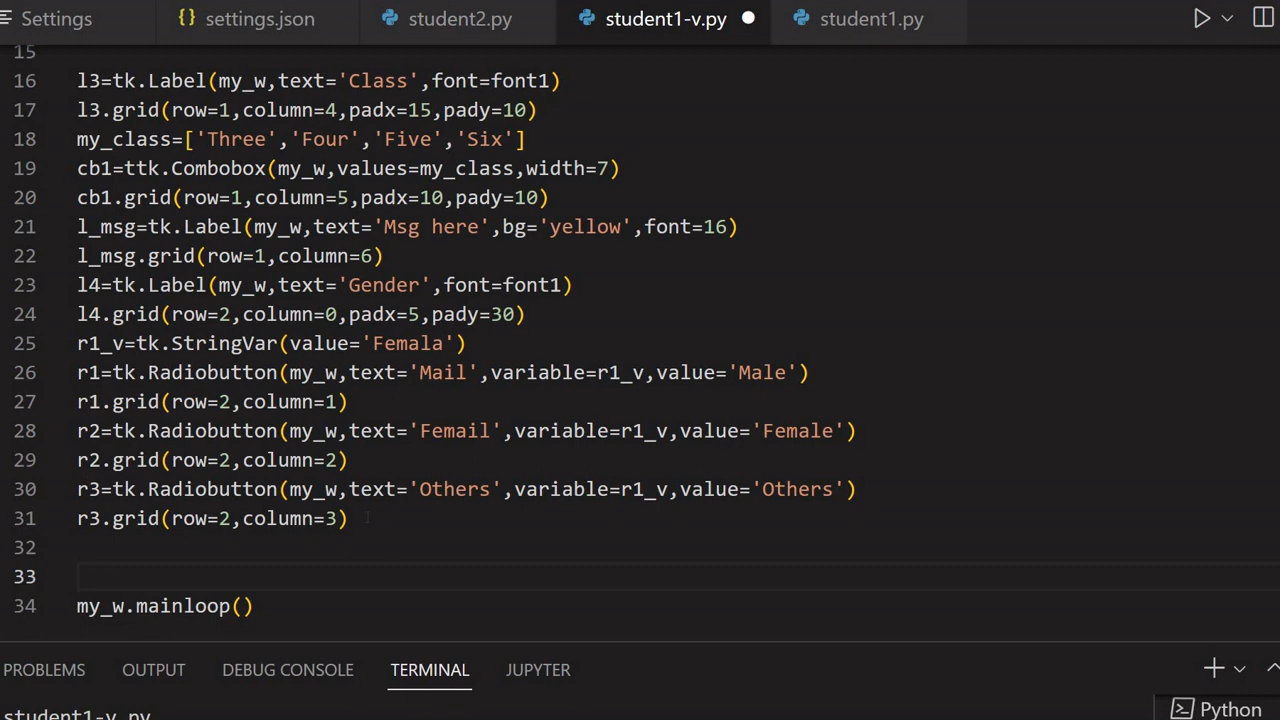 Settings {} settings.json student2.py student1-v.py student1.py
15
16 l3=tk.Label(my_w,text='Class',font=font1)
17 l3.grid(row=1,column=4,padx=15,pady=10)
18 my_class=['Three','Four','Five','Six']
19 cb1=ttk.Combobox(my_w,values=my_class,width=7)
20 cb1.grid(row=1,column=5,padx=10,pady=10)
21 l_msg=tk.Label(my_w,text='Msg here',bg='yellow',font=16)
22 l_msg.grid(row=1,column=6)
23 l4=tk.Label(my_w,text='Gender',font=font1)
24 l4.grid(row=2,column=0,padx=5,pady=30)
25 r1_v=tk.StringVar(value='Femala')
26 r1=tk.Radiobutton(my_w,text='Mail',variable=r1_v,value='Male')
27 r1.grid(row=2,column=1)
28 r2=tk.Radiobutton(my_w,text='Femail',variable=r1_v,value='Female')
29 r2.grid(row=2,column=2)
30 r3=tk.Radiobutton(my_w,text='Others',variable=r1_v,value='Others')
31 r3.grid(row=2,column=3)
32
33
34 my_w.mainloop()
PROBLEMS OUTPUT DEBUG CONSOLE TERMINAL JUPYTER
student1-v.py Python